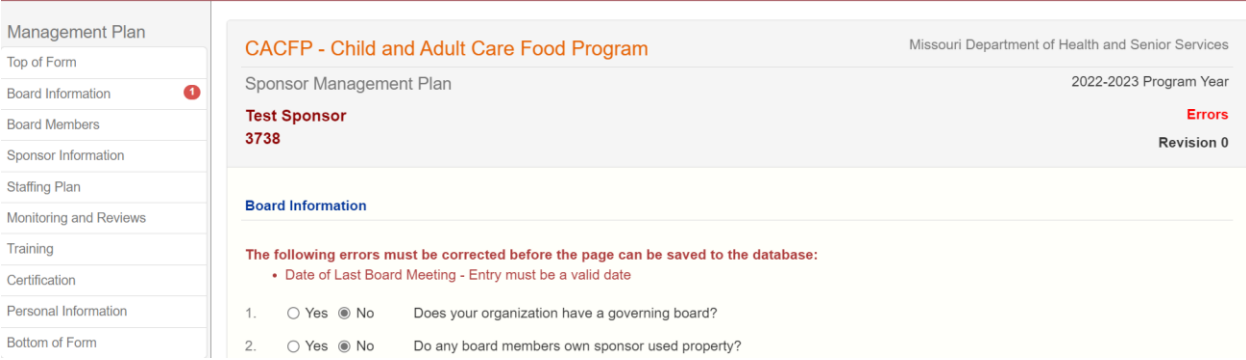 Management Plan
Top of Form
Board Information 1
Board Members
Sponsor Information
Staffing Plan
Monitoring and Reviews
Training
Certification
Personal Information
Bottom of Form
CACFP - Child and Adult Care Food Program
Missouri Department of Health and Senior Services
Sponsor Management Plan
2022-2023 Program Year
Test Sponsor
Errors
3738
Revision 0
Board Information
The following errors must be corrected before the page can be saved to the database:
• Date of Last Board Meeting - Entry must be a valid date
1. Yes No Does your organization have a governing board?
2. Yes No Do any board members own sponsor used property?